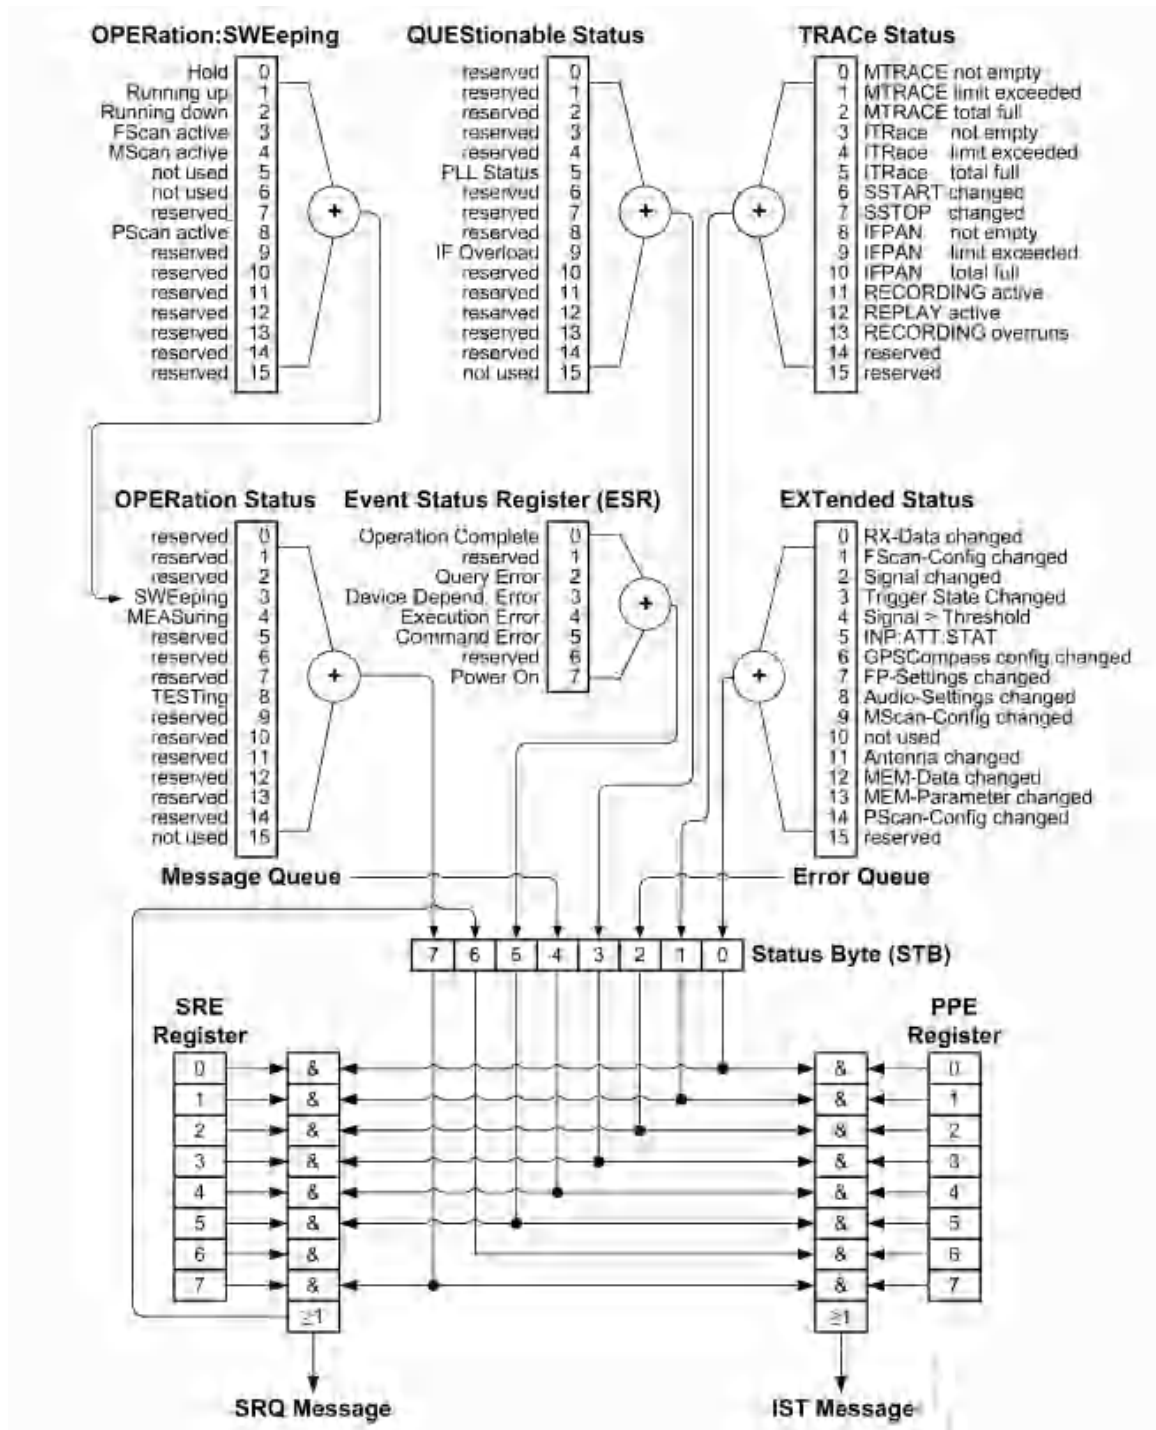 OPERation:SWEeping
Hold 0
Running up 1
Running down 2
FScan active 3
MScan active 4
not used 5
not used 6
reserved 7
PScan active 8
reserved 9
reserved 10
reserved 11
reserved 12
reserved 13
reserved 14
reserved 15
+
QUEStionable Status
reserved 0
reserved 1
reserved 2
reserved 3
reserved 4
PLL Status 5
reserved 6
reserved 7
reserved 8
IF Overload 9
reserved 10
reserved 11
reserved 12
reserved 13
reserved 14
not used 15
+
TRACe Status
0 MTRACE not empty
1 MTRACE limit exceeded
2 MTRACE total full
3 ITRace not empty
4 ITRace limit exceeded
5 ITRace total full
6 SSTART changed
7 SSTOP changed
8 IFPAN not empty
9 IFPAN limit exceeded
10 IFPAN total full
11 RECORDING active
12 REPLAY active
13 RECORDING overruns
14 reserved
15 reserved
+
OPERation Status
reserved 0
reserved 1
reserved 2
SWEeping 3
MEASuring 4
reserved 5
reserved 6
reserved 7
TESTing 8
reserved 9
reserved 10
reserved 11
reserved 12
reserved 13
reserved 14
not used 15
+
Event Status Register (ESR)
Operation Complete 0
reserved 1
Query Error 2
Device Depend. Error 3
Execution Error 4
Command Error 5
reserved 6
Power On 7
+
EXTended Status
0 RX-Data changed
1 FScan-Config changed
2 Signal changed
3 Trigger State Changed
4 Signal > Threshold
5 INP:ATT:STAT
6 GPSCompass config.changed
7 FP-Settings changed
8 Audio-Settings changed
9 MScan-Config changed
10 not used
11 Antenna changed
12 MEM-Data changed
13 MEM-Parameter changed
14 PScan-Config changed
15 reserved
+
Message Queue
Error Queue
7 6 5 4 3 2 1 0 Status Byte (STB)
SRE
Register
PPE
Register
0 & & 0
1 & & 1
2 & & 2
3 & & 3
4 & & 4
5 & & 5
6 & & 6
7 & & 7
≥1 ≥1
SRQ Message
IST Message